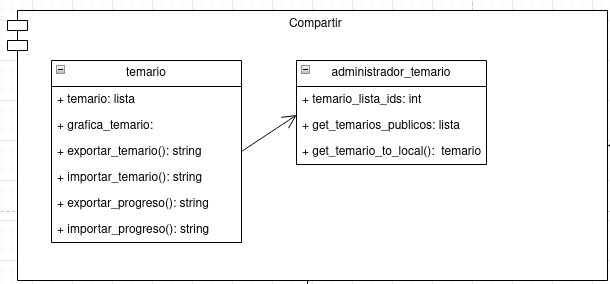 Compartir
temario
+ temario: lista
+ grafica_temario:
+ exportar_temario(): string
+ importar_temario(): string
+ exportar_progreso(): string
+ importar_progreso(): string
administrador_temario
+ temario_lista_ids: int
+ get_temarios_publicos: lista
+ get_temario_to_local(): temario